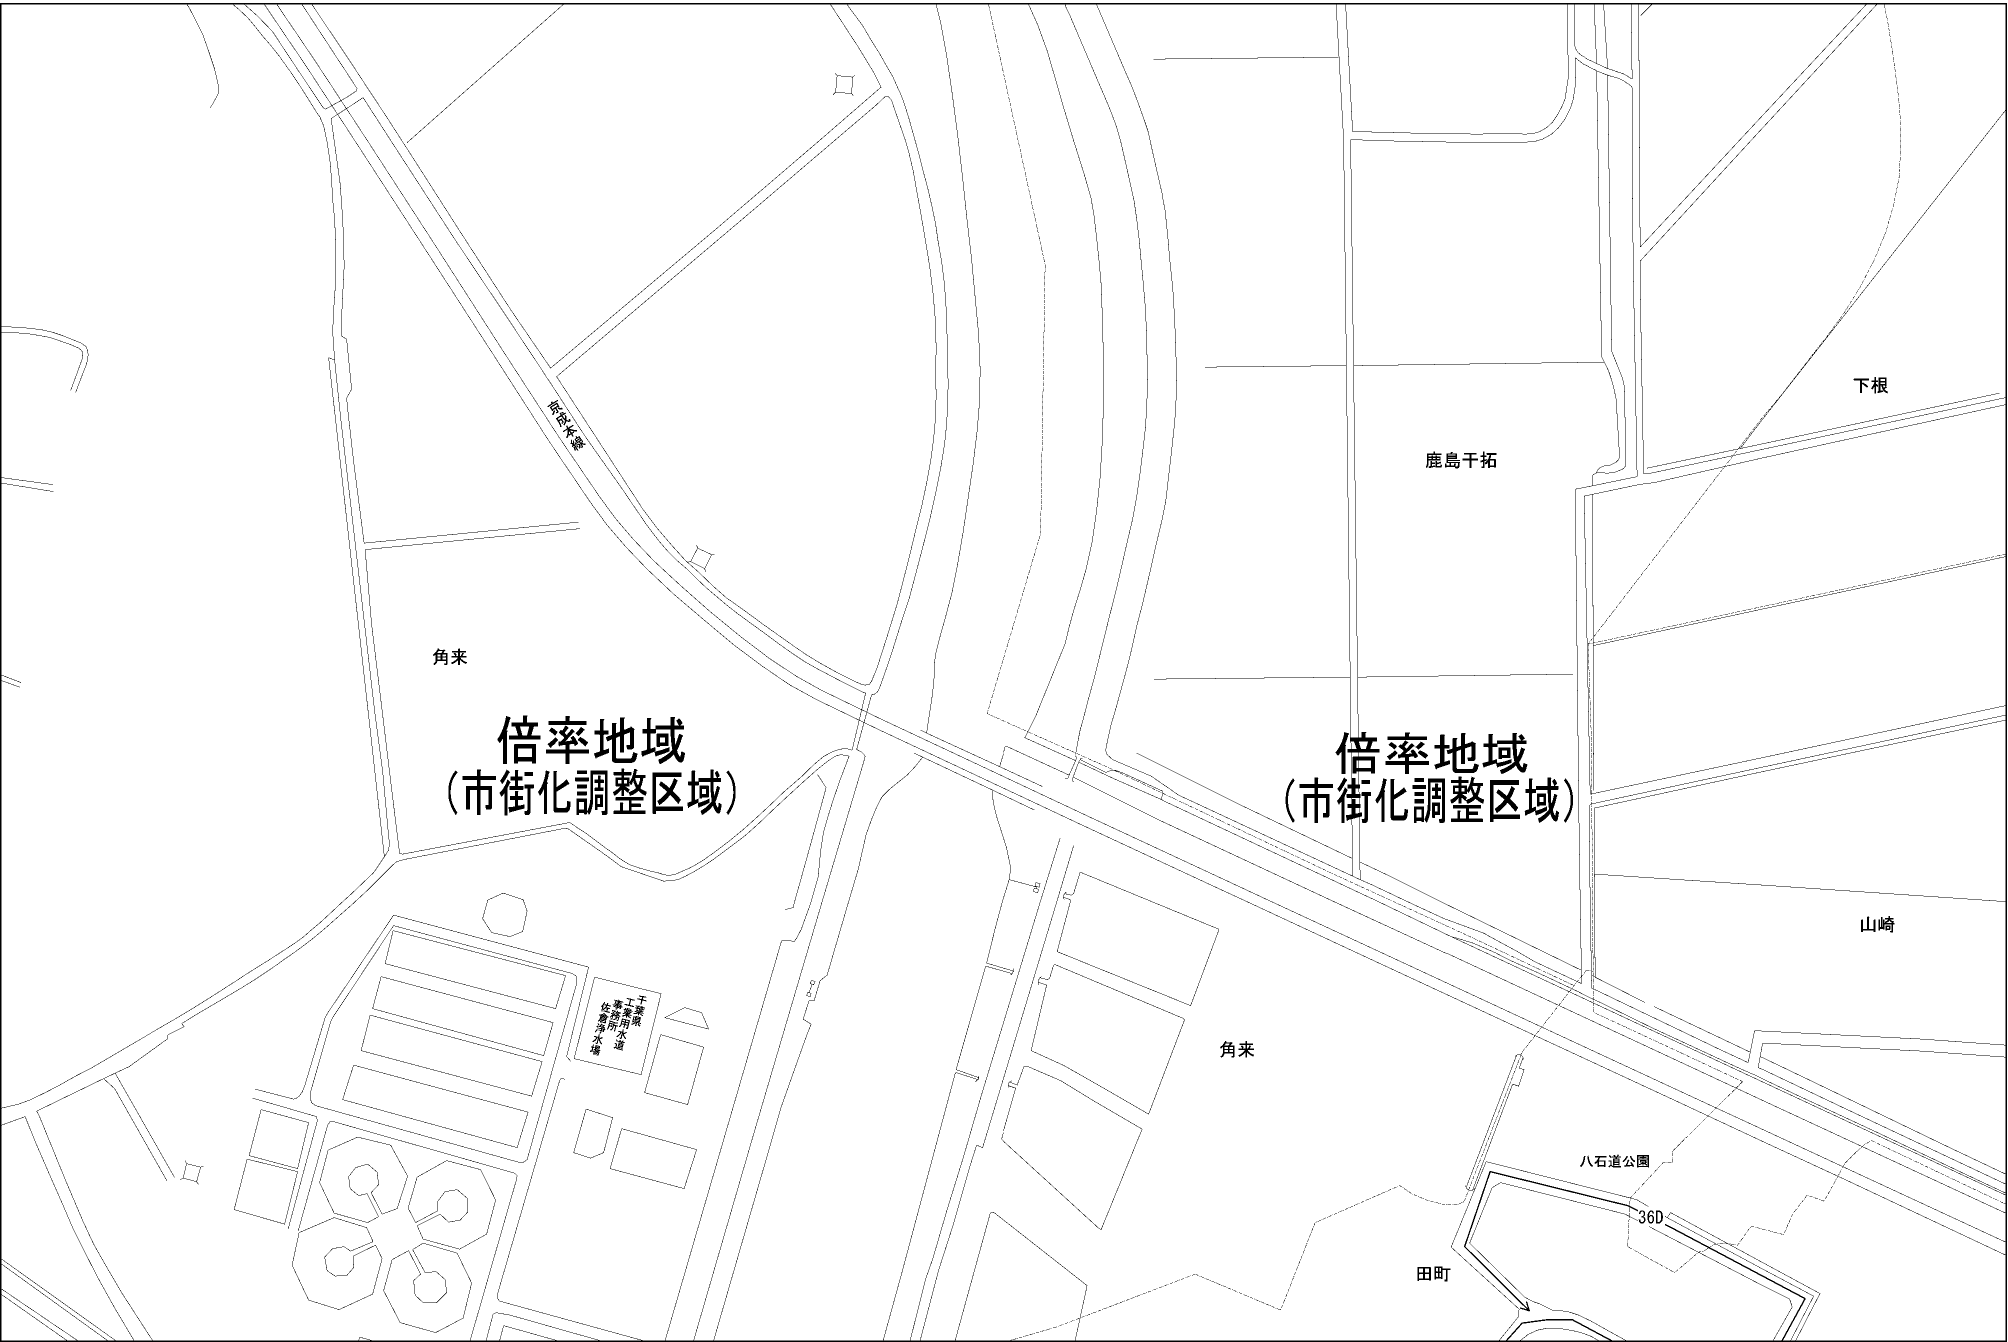 下根
京成本線
鹿島干拓
角来
倍率地域
(市街化調整区域)
倍率地域
(市街化調整区域)
山崎
千葉県
工業用水道
事務所
佐倉浄水場
角来
八石道公園
36D
田町